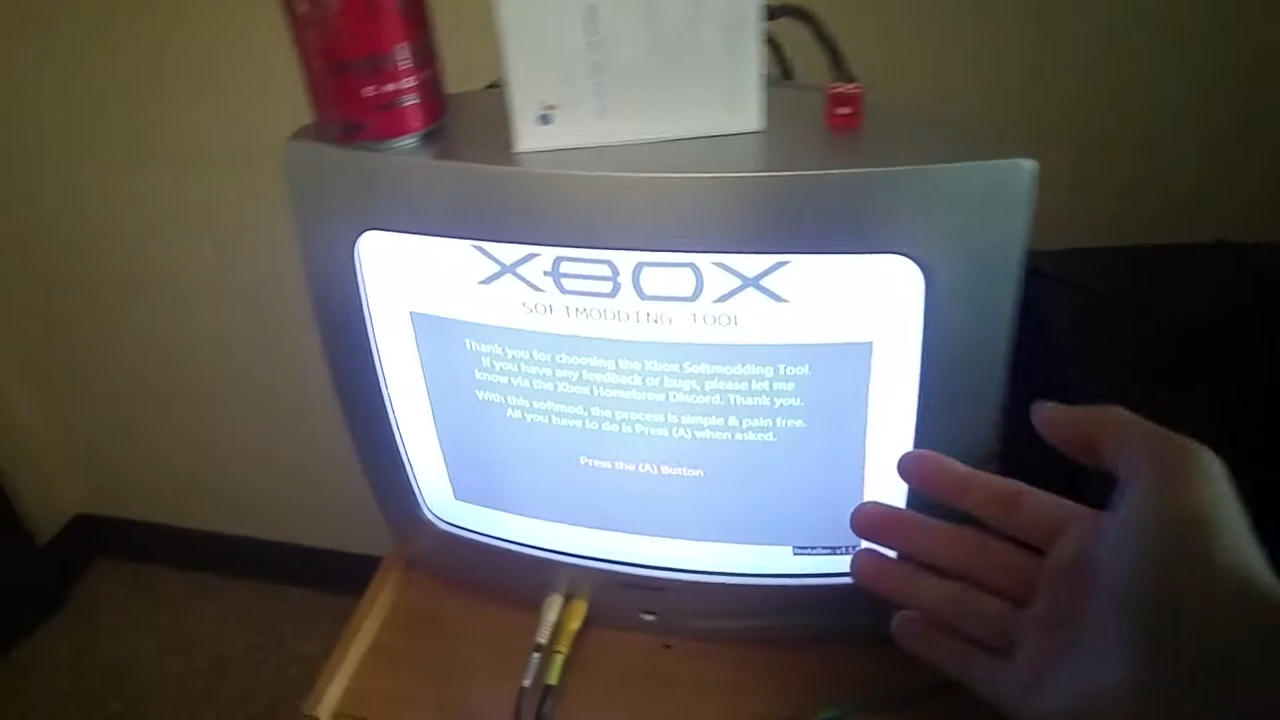 XBOX
SOFTMODDING TOOL
Thank you for choosing the Xbox Softmodding Tool.
If you have any feedback or bugs, please let me
know via the Xbox Homebrew Discord. Thank you.
With this softmod, the process is simple & pain free.
All you have to do is Press (A) when asked.
Press the (A) Button
Installer: